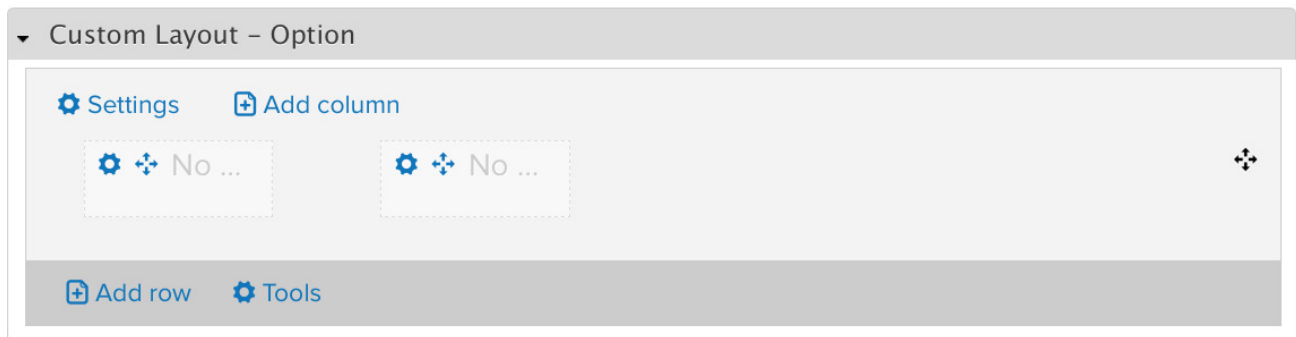 Custom Layout – Option
Settings Add column
No ... No ...
Add row Tools